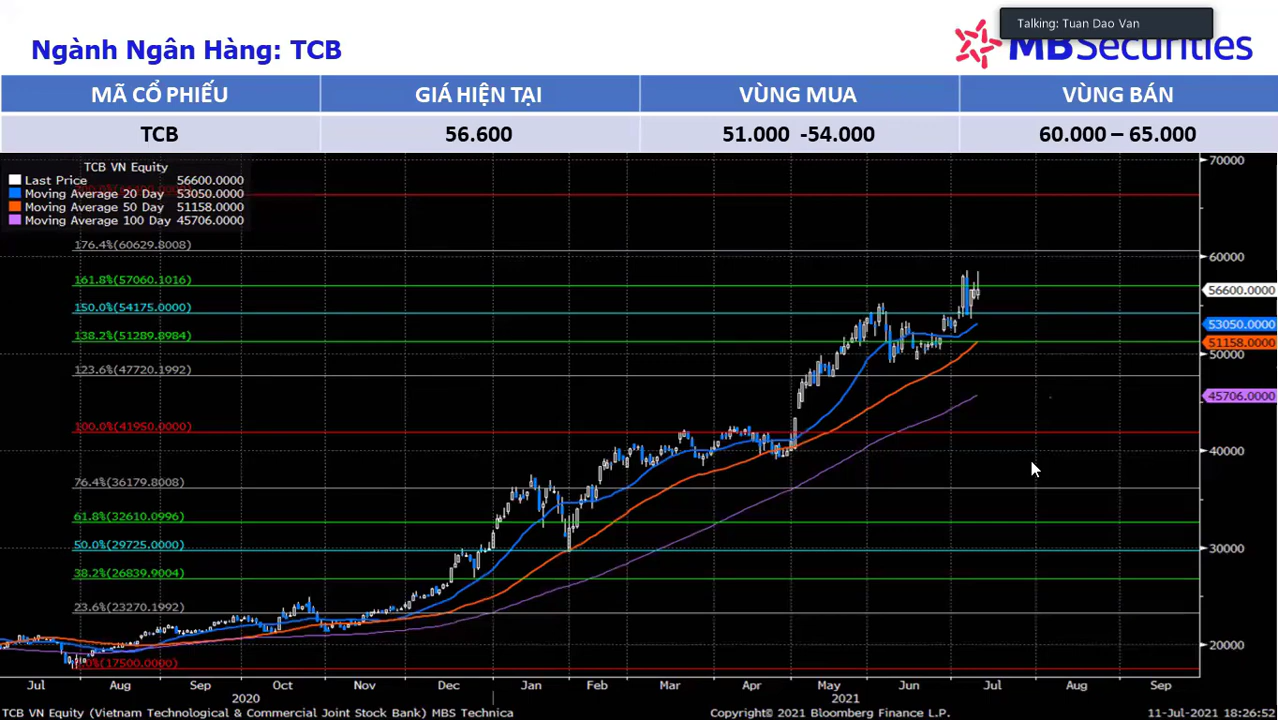 Talking: Tuan Dao Van
Ngành Ngân Hàng: TCB
MBSecurities
MÃ CỔ PHIẾU GIÁ HIỆN TẠI VÙNG MUA VÙNG BÁN
TCB 56.600 51.000 -54.000 60.000 – 65.000
TCB VN Equity
Last Price 56600.0000
Moving Average 20 Day 53050.0000
Moving Average 50 Day 51158.0000
Moving Average 100 Day 45706.0000
70000
176.4%(60629.8008)
60000
161.8%(57060.1016)
56600.0000
150.0%(54175.0000)
53050.0000
138.2%(51289.8984)
51158.0000
50000
123.6%(47720.1992)
45706.0000
100.0%(41950.0000)
40000
76.4%(36179.8008)
61.8%(32610.0996)
50.0%(29725.0000)
30000
38.2%(26839.9004)
23.6%(23270.1992)
20000
0.0%(17500.0000)
Jul Aug Sep Oct Nov Dec Jan Feb Mar Apr May Jun Jul Aug Sep
2020 2021
TCB VN Equity (Vietnam Technological & Commercial Joint Stock Bank) MBS Technica Copyright© 2021 Bloomberg Finance L.P. 11-Jul-2021 18:26:52